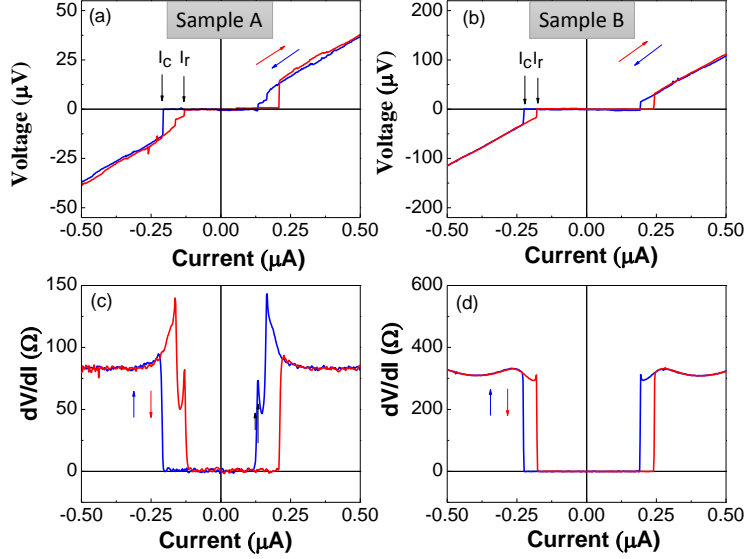 (a) Sample A
I_c I_r
Voltage (μV)
50
25
0
-25
-50
-0.50 -0.25 0.00 0.25 0.50
Current (μA)
(b) Sample B
I_c I_r
Voltage (μV)
200
100
0
-100
-200
-0.50 -0.25 0.00 0.25 0.50
Current (μA)
(c)
dV/dI (Ω)
150
100
50
0
-0.50 -0.25 0.00 0.25 0.50
Current (μA)
(d)
dV/dI (Ω)
600
400
200
0
-0.50 -0.25 0.00 0.25 0.50
Current (μA)